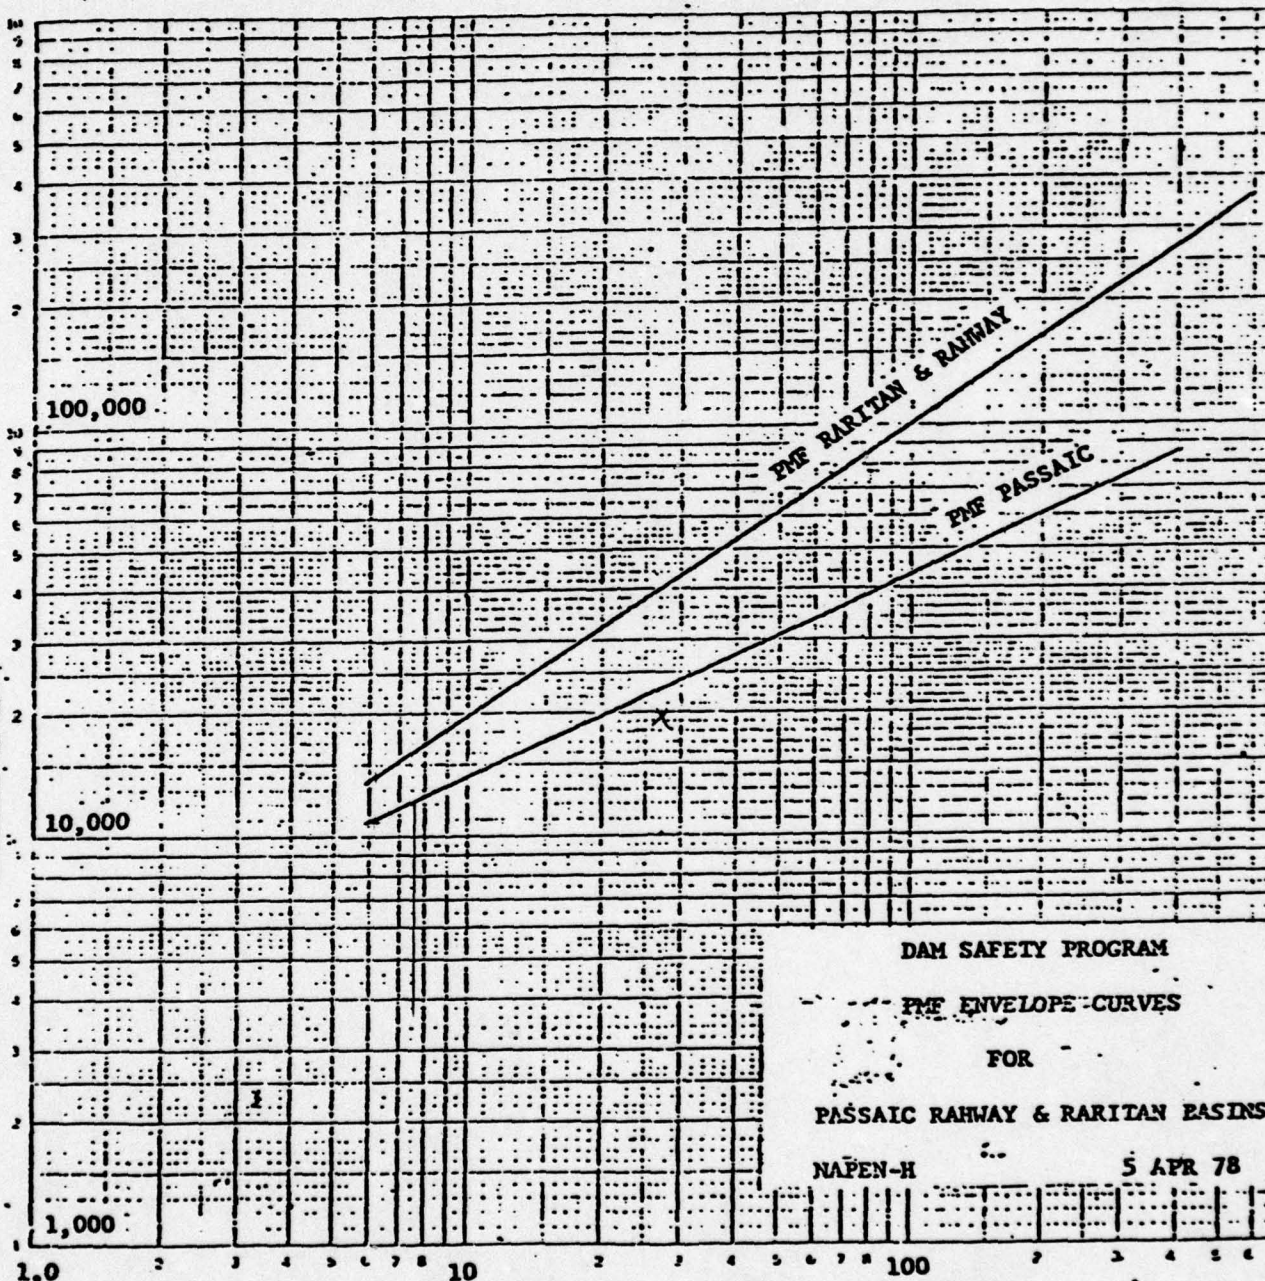 100,000
10,000
1,000
1.0
10
100
PMF RARITAN & RAHWAY
PMF PASSAIC
DAM SAFETY PROGRAM
PMF ENVELOPE CURVES
FOR
PASSAIC RAHWAY & RARITAN BASINS
NAPEN-H 5 APR 78